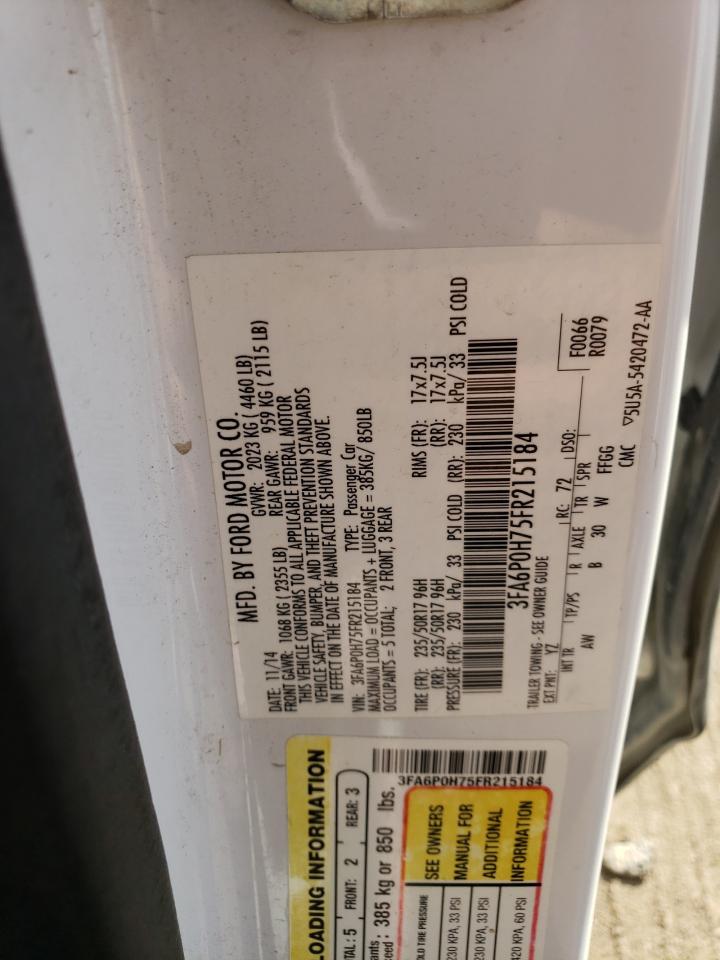 MFD. BY FORD MOTOR CO.
DATE: 11/14 GVWR: 2023 KG ( 4460 LB)
FRONT GAWR: 1068 KG ( 2355 LB) REAR GAWR: 959 KG ( 2115 LB)
THIS VEHICLE CONFORMS TO ALL APPLICABLE FEDERAL MOTOR
VEHICLE SAFETY, BUMPER, AND THEFT PREVENTION STANDARDS
IN EFFECT ON THE DATE OF MANUFACTURE SHOWN ABOVE.
VIN: 3FA6P0H75FR215184 TYPE: Passenger Car
MAXIMUM LOAD = OCCUPANTS + LUGGAGE = 385KG/ 850LB
OCCUPANTS = 5 TOTAL; 2 FRONT, 3 REAR
TIRE (FR): 235/50R17 96H RIMS (FR): 17x7.5J
(RR): 235/50R17 96H (RR): 17x7.5J
PRESSURE (FR): 230 kPa/ 33 PSI COLD (RR): 230 kPa/ 33 PSI COLD
3FA6P0H75FR215184
TRAILER TOWING - SEE OWNER GUIDE
EXT PNT: YZ RC: 72 DSO:
F0066
R0079
INT TR TP/PS R AXLE TR SPR
AW B 30 W FFGG
CMC
▽5U5A-5420472-AA
LOADING INFORMATION
TAL: 5 FRONT: 2 REAR: 3
ants
ceed: 385 kg or 850 lbs.
3FA6P0H75FR215184
OLD TIRE PRESSURE
230 KPA, 33 PSI
230 KPA, 33 PSI
420 KPA, 60 PSI
SEE OWNERS
MANUAL FOR
ADDITIONAL
INFORMATION